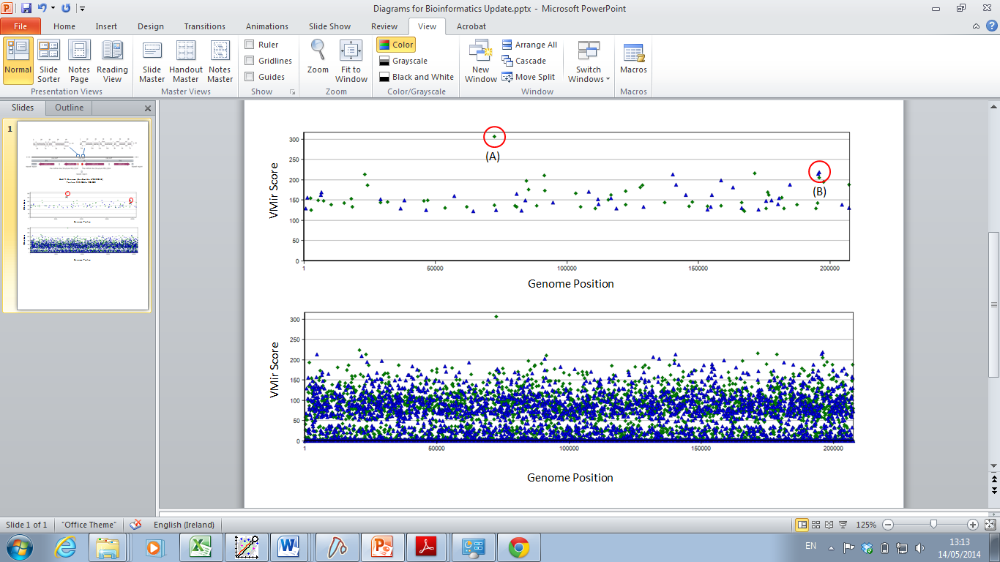 Diagrams for Bioinformatics Update.pptx - Microsoft PowerPoint
File Home Insert Design Transitions Animations Slide Show Review View Acrobat
Normal Slide Sorter Notes Page Reading View
Presentation Views
Slide Master Handout Master Notes Master
Master Views
Ruler
Gridlines
Guides
Show
Zoom Fit to Window
Zoom
Color
Grayscale
Black and White
Color/Grayscale
New Window
Arrange All
Cascade
Move Split
Switch Windows
Window
Macros
Macros
Slides Outline
1
VMir Score
300
250
200
150
100
50
0
(A)
(B)
1 50000 100000 150000 200000
Genome Position
VMir Score
300
250
200
150
100
50
0
1 50000 100000 150000 200000
Genome Position
Slide 1 of 1 "Office Theme" English (Ireland) 125%
EN 13:13
14/05/2014